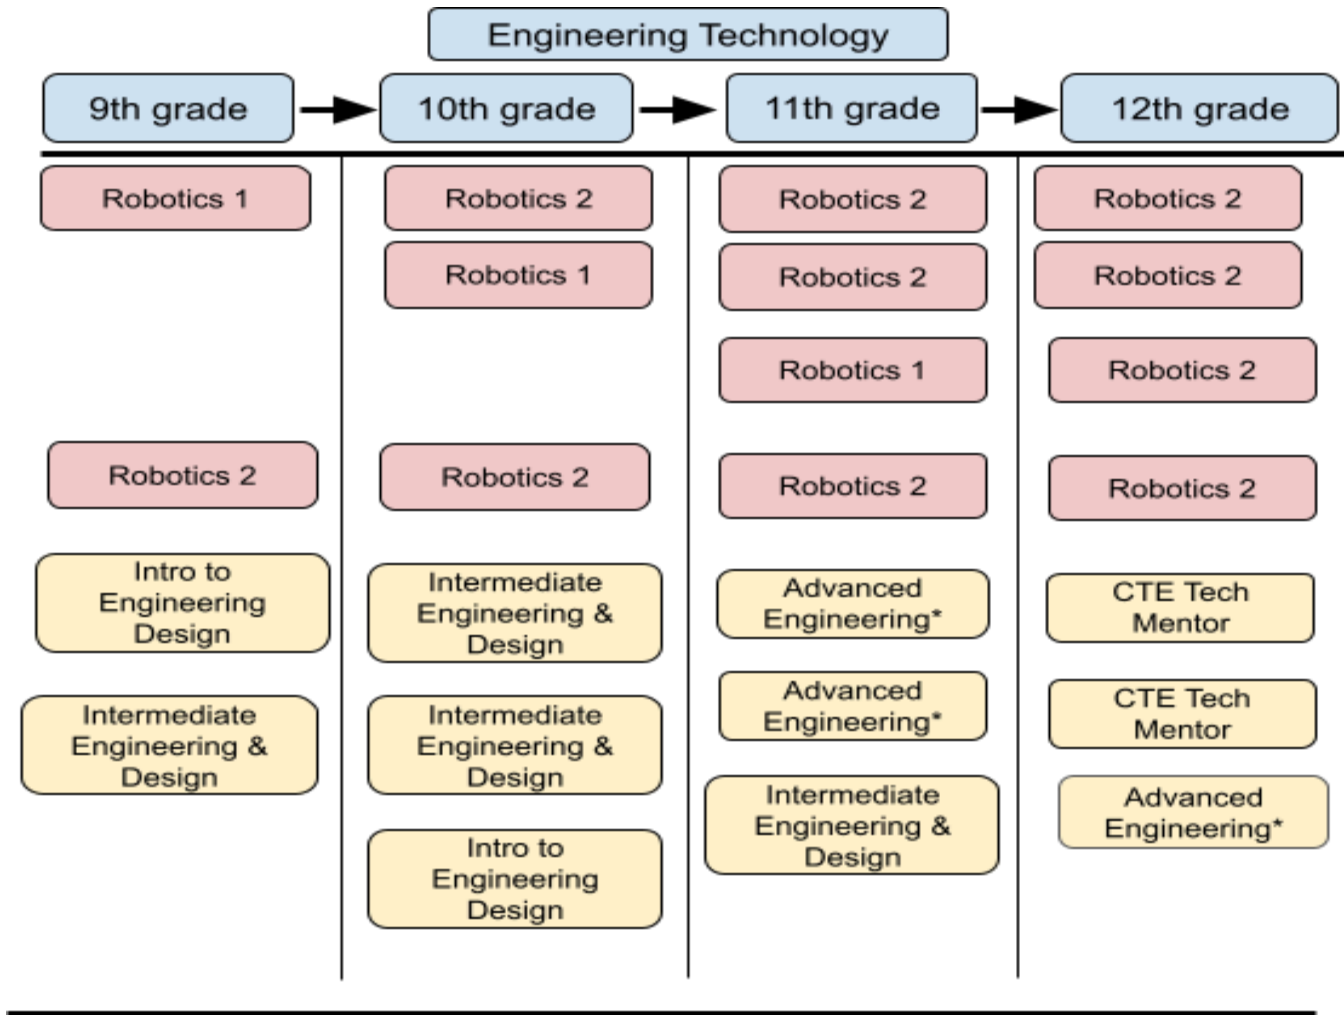 Engineering Technology
9th grade
10th grade
11th grade
12th grade
Robotics 1
Robotics 2
Robotics 2
Robotics 2
Robotics 1
Robotics 2
Robotics 2
Robotics 1
Robotics 2
Robotics 2
Robotics 2
Robotics 2
Robotics 2
Intro to
Engineering
Design
Intermediate
Engineering &
Design
Advanced
Engineering*
CTE Tech
Mentor
Intermediate
Engineering &
Design
Intermediate
Engineering &
Design
Advanced
Engineering*
CTE Tech
Mentor
Intro to
Engineering
Design
Intermediate
Engineering &
Design
Advanced
Engineering*